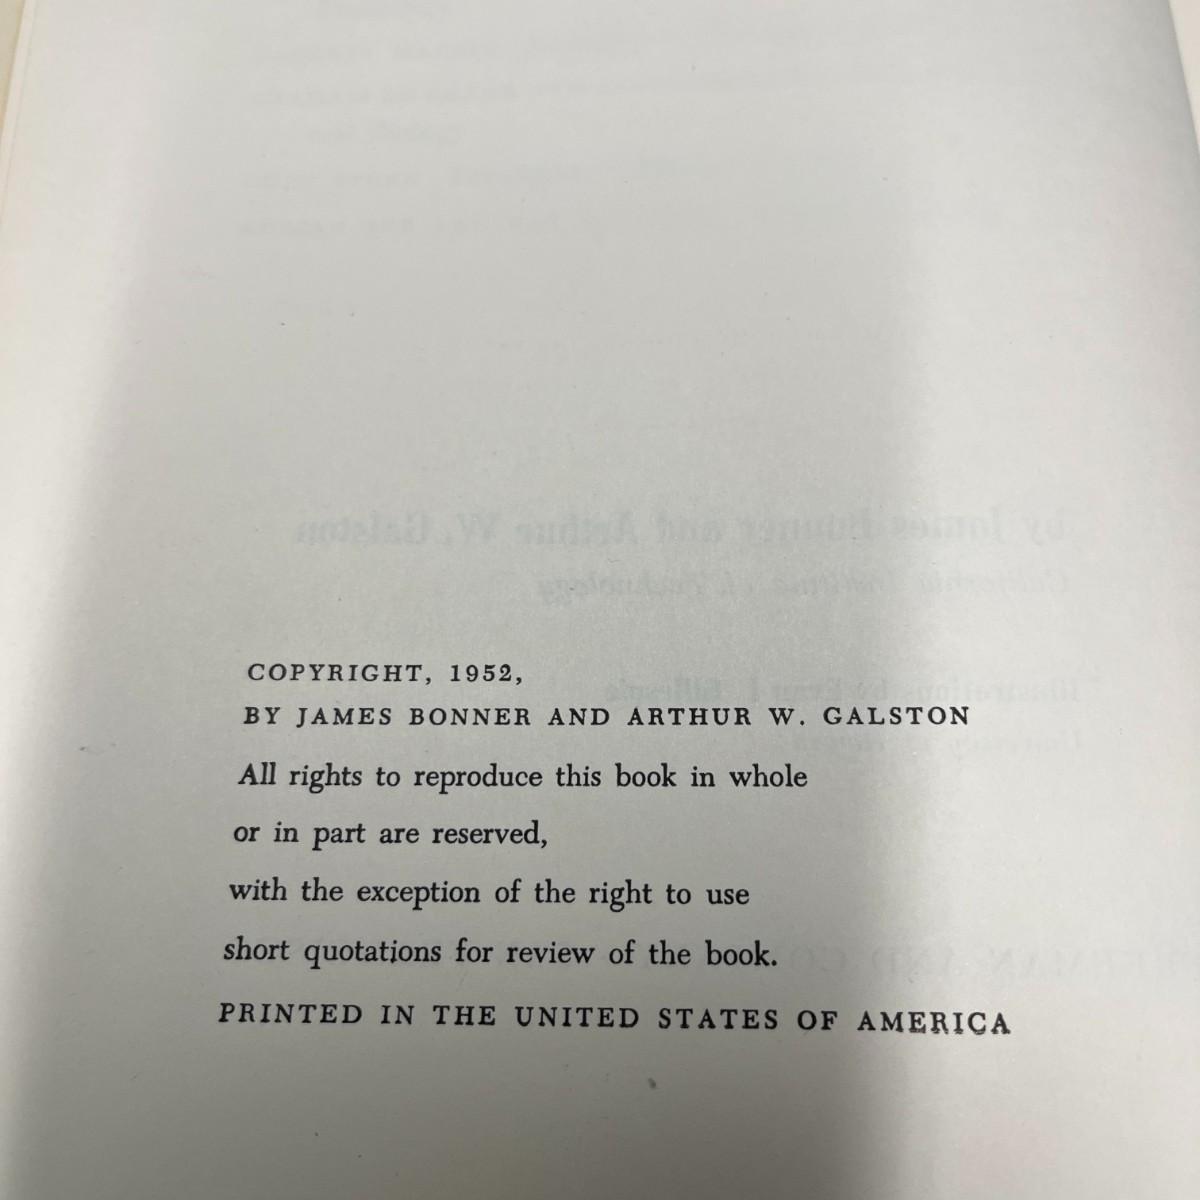 COPYRIGHT, 1952,
BY JAMES BONNER AND ARTHUR W. GALSTON
All rights to reproduce this book in whole
or in part are reserved,
with the exception of the right to use
short quotations for review of the book.
PRINTED IN THE UNITED STATES OF AMERICA